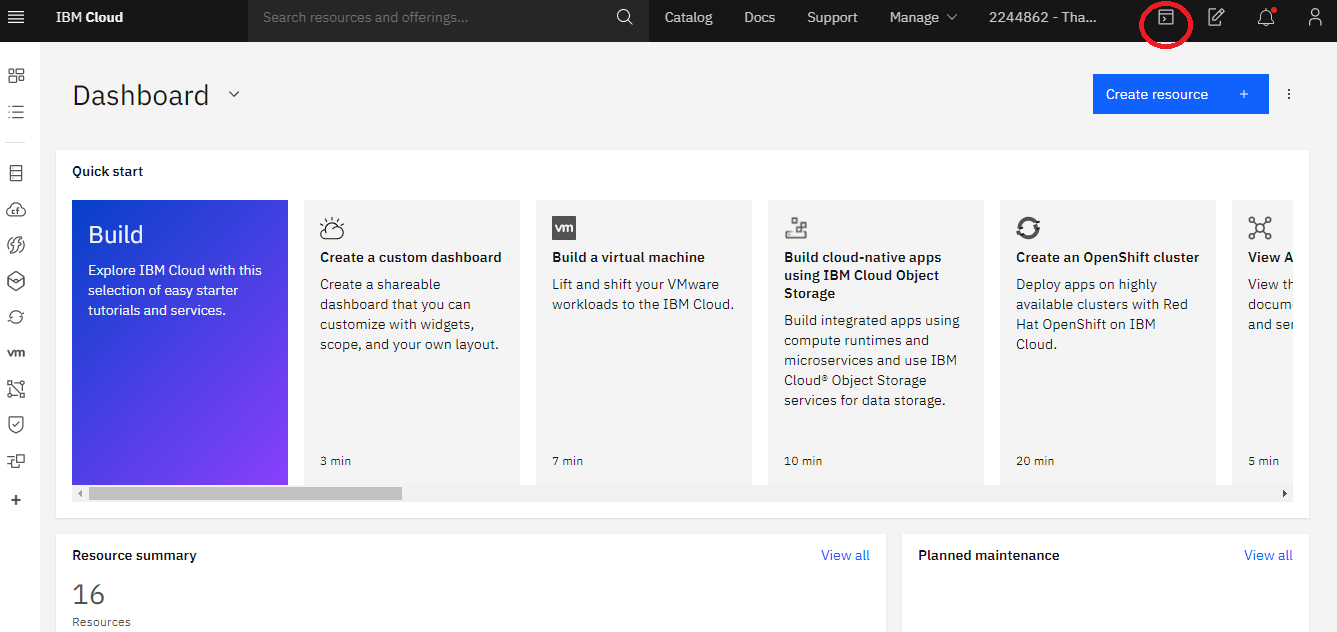 IBM Cloud
Search resources and offerings...
Catalog
Docs
Support
Manage
2244862 - Tha...
Dashboard
Create resource +
Quick start
Build
Explore IBM Cloud with this
selection of easy starter
tutorials and services.
Create a custom dashboard
Create a shareable
dashboard that you can
customize with widgets,
scope, and your own layout.
3 min
vm
Build a virtual machine
Lift and shift your VMware
workloads to the IBM Cloud.
7 min
Build cloud-native apps
using IBM Cloud Object
Storage
Build integrated apps using
compute runtimes and
microservices and use IBM
Cloud® Object Storage
services for data storage.
10 min
Create an OpenShift cluster
Deploy apps on highly
available clusters with Red
Hat OpenShift on IBM
Cloud.
20 min
View A
View th
docum
and ser
5 min
cf
vm
+
Resource summary
View all
16
Resources
Planned maintenance
View all